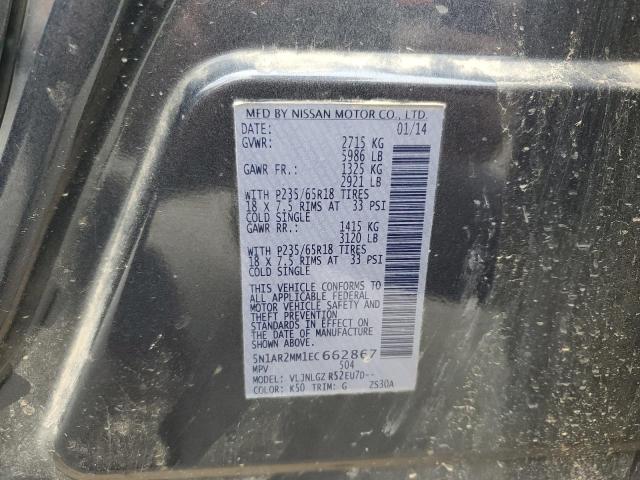 MFD BY NISSAN MOTOR CO., LTD.
DATE: 01/14
GVWR: 2715 KG
5986 LB
GAWR FR.: 1325 KG
2921 LB
WITH P235/65R18 TIRES
18 X 7.5 RIMS AT 33 PSI
COLD SINGLE
GAWR RR.: 1415 KG
3120 LB
WITH P235/65R18 TIRES
18 X 7.5 RIMS AT 33 PSI
COLD SINGLE
THIS VEHICLE CONFORMS TO
ALL APPLICABLE FEDERAL
MOTOR VEHICLE SAFETY AND
THEFT PREVENTION
STANDARDS IN EFFECT ON
THE DATE OF MANUFACTURE
SHOWN ABOVE.
5N1AR2MM1EC662867
MPV 504
MODEL: VLJNLGZ RS2EU7D--
COLOR: K50 TRIM: G ZS30A